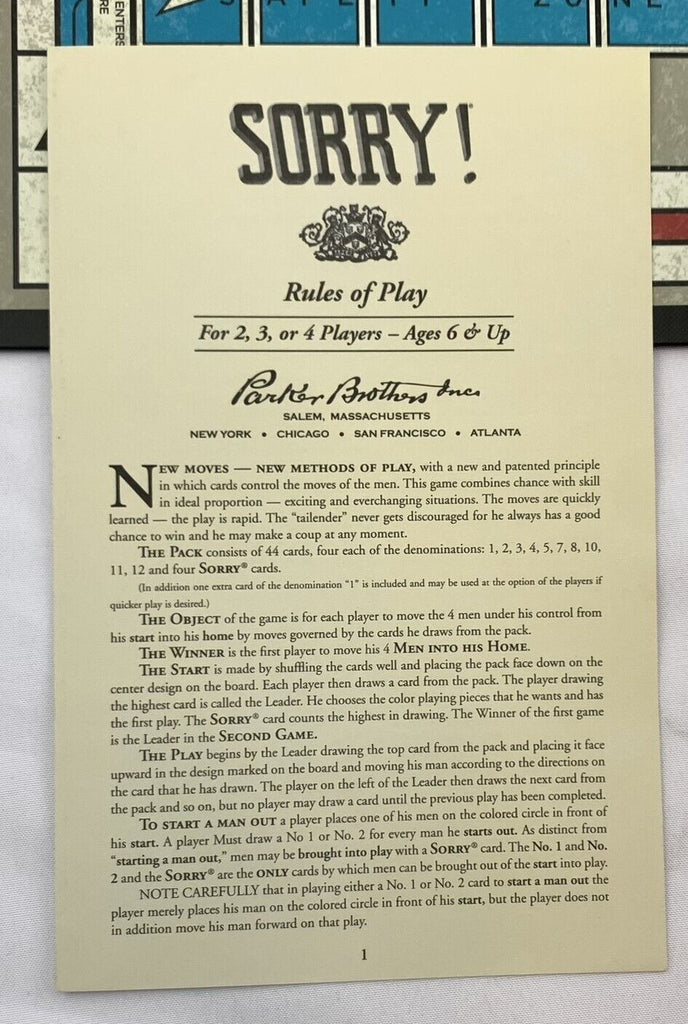 ENTERS
RE
SAFETY ZONE
SORRY!
Rules of Play
For 2, 3, or 4 Players – Ages 6 & Up
Parker Brothers Inc
SALEM, MASSACHUSETTS
NEW YORK • CHICAGO • SAN FRANCISCO • ATLANTA
NEW MOVES — NEW METHODS OF PLAY, with a new and patented principle
in which cards control the moves of the men. This game combines chance with skill
in ideal proportion — exciting and everchanging situations. The moves are quickly
learned — the play is rapid. The “tailender” never gets discouraged for he always has a good
chance to win and he may make a coup at any moment.
THE PACK consists of 44 cards, four each of the denominations: 1, 2, 3, 4, 5, 7, 8, 10,
11, 12 and four SORRY® cards.
(In addition one extra card of the denomination “1” is included and may be used at the option of the players if
quicker play is desired.)
THE OBJECT of the game is for each player to move the 4 men under his control from
his start into his home by moves governed by the cards he draws from the pack.
THE WINNER is the first player to move his 4 MEN INTO HIS HOME.
THE START is made by shuffling the cards well and placing the pack face down on the
center design on the board. Each player then draws a card from the pack. The player drawing
the highest card is called the Leader. He chooses the color playing pieces that he wants and has
the first play. The SORRY® card counts the highest in drawing. The Winner of the first game
is the Leader in the SECOND GAME.
THE PLAY begins by the Leader drawing the top card from the pack and placing it face
upward in the design marked on the board and moving his man according to the directions on
the card that he has drawn. The player on the left of the Leader then draws the next card from
the pack and so on, but no player may draw a card until the previous play has been completed.
TO START A MAN OUT a player places one of his men on the colored circle in front of
his start. A player Must draw a No 1 or No. 2 for every man he starts out. As distinct from
“starting a man out,” men may be brought into play with a SORRY® card. The No. 1 and No.
2 and the SORRY® are the ONLY cards by which men can be brought out of the start into play.
NOTE CAREFULLY that in playing either a No. 1 or No. 2 card to start a man out the
player merely places his man on the colored circle in front of his start, but the player does not
in addition move his man forward on that play.
1